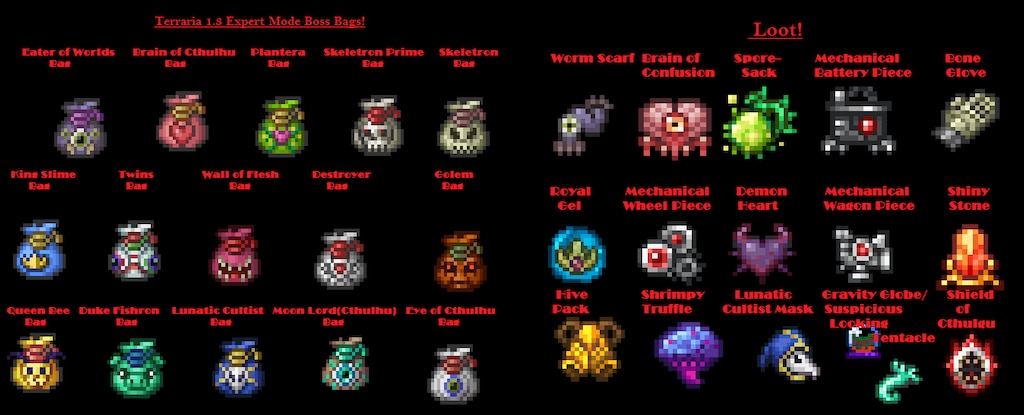 Terraria 1.3 Expert Mode Boss Bags!
Eater of Worlds
Bag
Brain of Cthulhu
Bag
Plantera
Bag
Skeletron Prime
Bag
Skeletron
Bag
King Slime
Bag
Twins
Bag
Wall of Flesh
Bag
Destroyer
Bag
Golem
Bag
Queen Bee
Bag
Duke Fishron
Bag
Lunatic Cultist
Bag
Moon Lord(Cthulhu)
Bag
Eye of Cthulhu
Bag
Loot!
Worm Scarf
Brain of
Confusion
Spore-
Sack
Mechanical
Battery Piece
Bone
Glove
Royal
Gel
Mechanical
Wheel Piece
Demon
Heart
Mechanical
Wagon Piece
Shiny
Stone
Hive
Pack
Shrimpy
Truffle
Lunatic
Cultist Mask
Gravity Globe/
Suspicious
Looking
Tentacle
Shield
of
Cthulgu